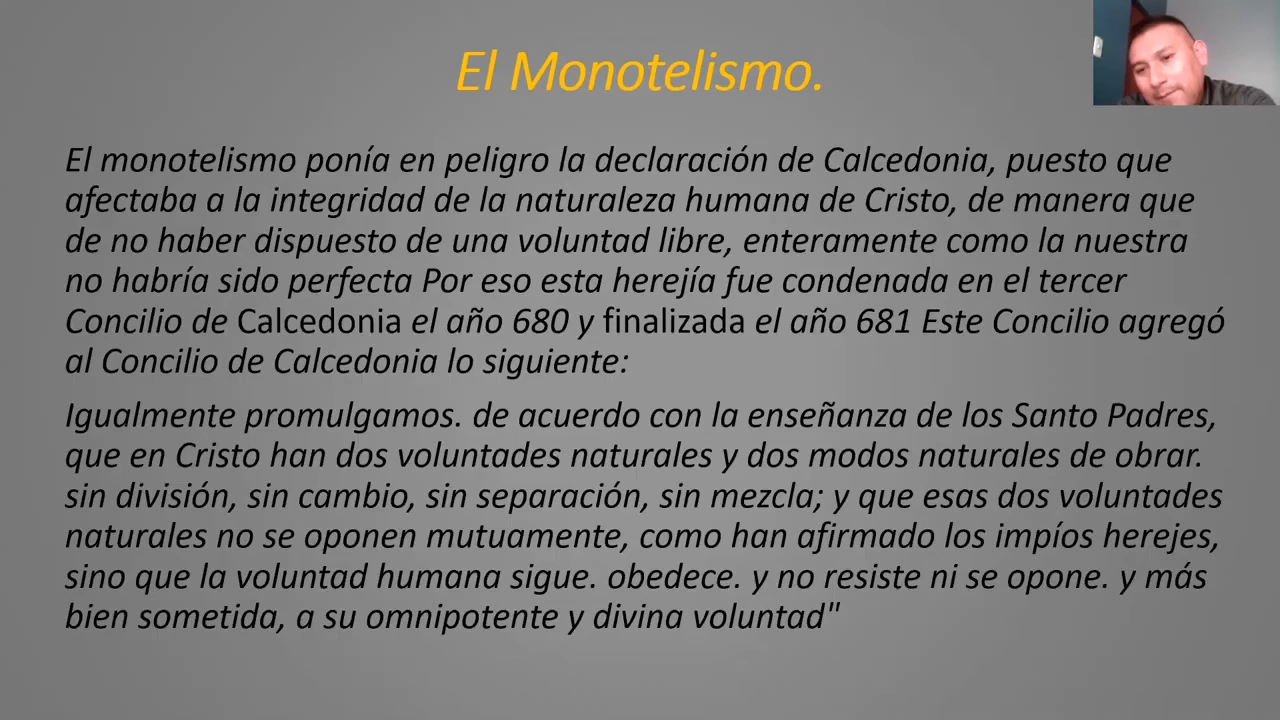 El Monotelismo.
El monotelismo ponía en peligro la declaración de Calcedonia, puesto que
afectaba a la integridad de la naturaleza humana de Cristo, de manera que
de no haber dispuesto de una voluntad libre, enteramente como la nuestra
no habría sido perfecta Por eso esta herejía fue condenada en el tercer
Concilio de Calcedonia el año 680 y finalizada el año 681 Este Concilio agregó
al Concilio de Calcedonia lo siguiente:
Igualmente promulgamos. de acuerdo con la enseñanza de los Santo Padres,
que en Cristo han dos voluntades naturales y dos modos naturales de obrar.
sin división, sin cambio, sin separación, sin mezcla; y que esas dos voluntades
naturales no se oponen mutuamente, como han afirmado los impíos herejes,
sino que la voluntad humana sigue. obedece. y no resiste ni se opone. y más
bien sometida, a su omnipotente y divina voluntad"